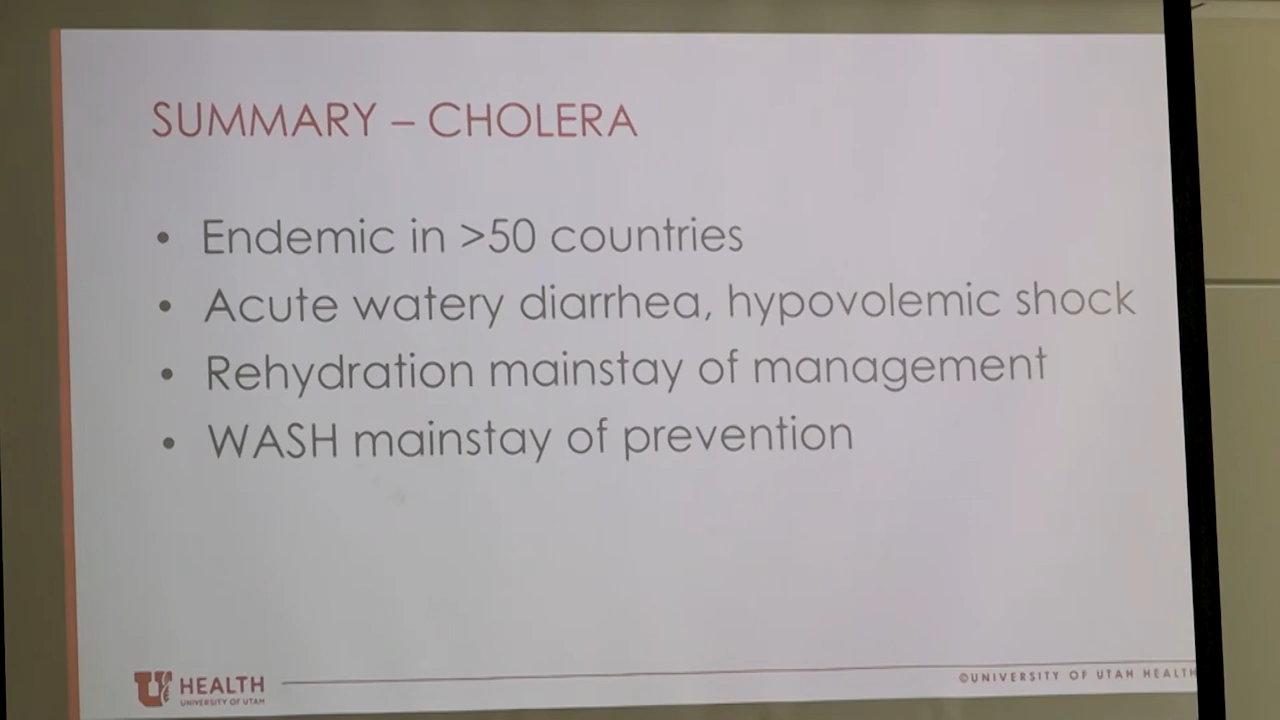 SUMMARY – CHOLERA
• Endemic in >50 countries
• Acute watery diarrhea, hypovolemic shock
• Rehydration mainstay of management
• WASH mainstay of prevention
U HEALTH
UNIVERSITY OF UTAH
©UNIVERSITY OF UTAH HEALTH